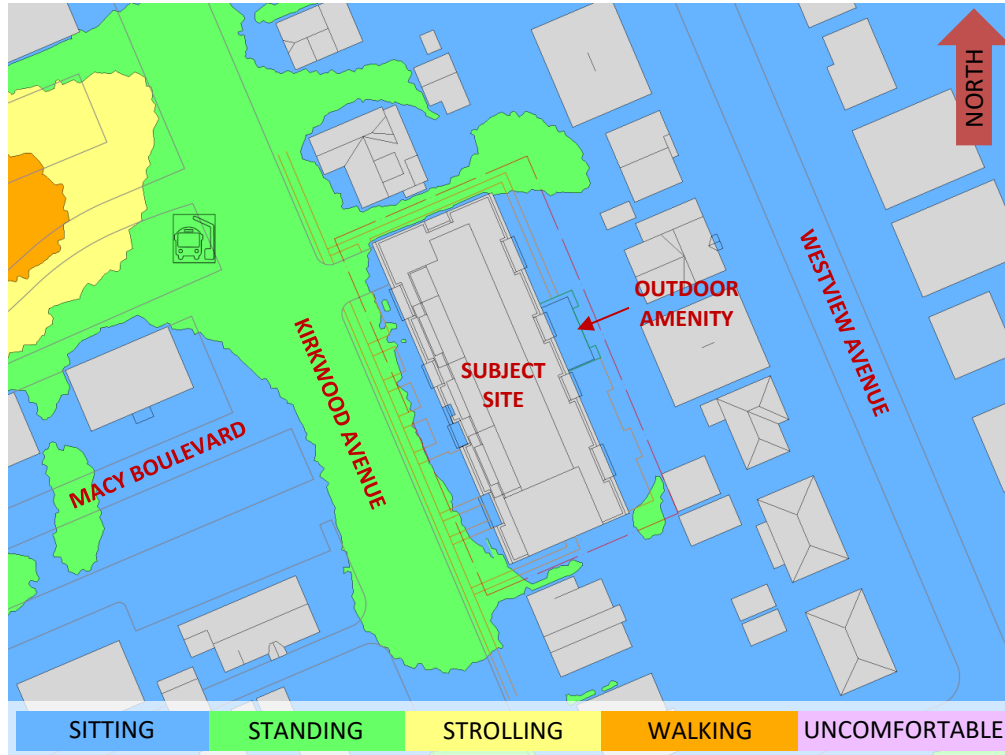 NORTH
WESTVIEW AVENUE
OUTDOOR
AMENITY
KIRKWOOD AVENUE
SUBJECT
SITE
MACY BOULEVARD
SITTING
STANDING
STROLLING
WALKING
UNCOMFORTABLE